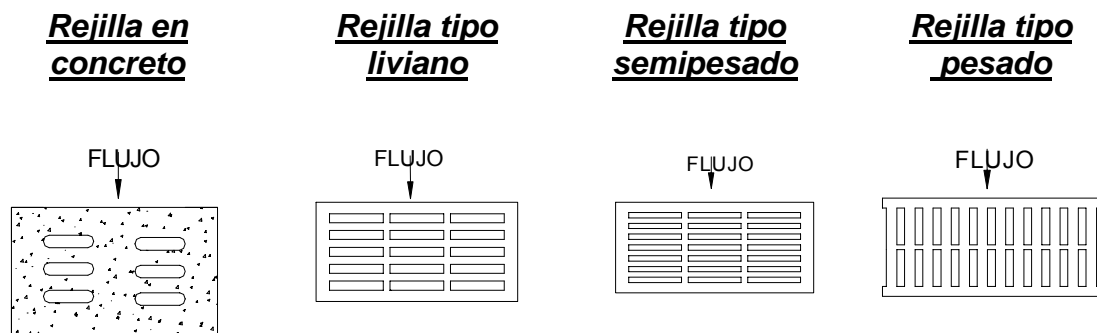 Rejilla en
concreto
Rejilla tipo
liviano
Rejilla tipo
semipesado
Rejilla tipo
pesado
FLUJO
FLUJO
FLUJO
FLUJO